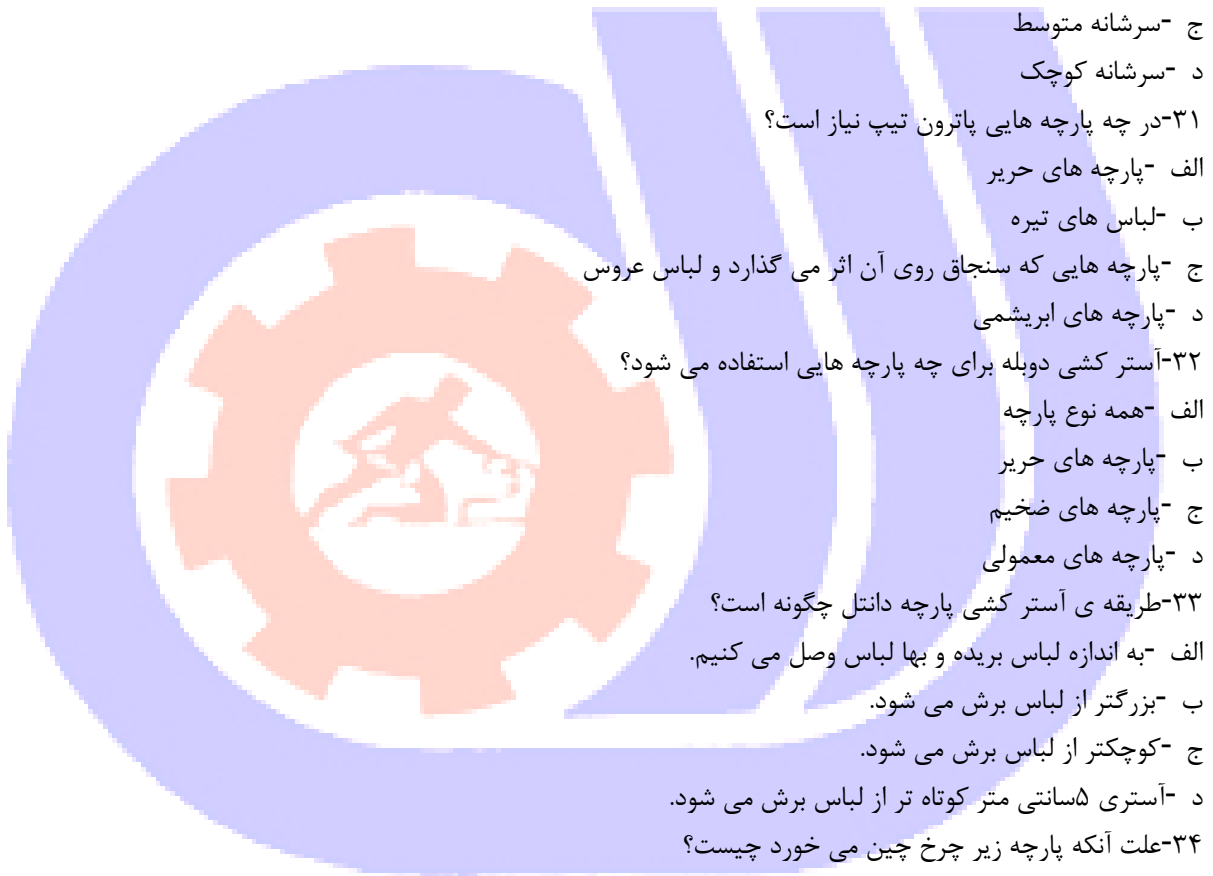 ج -سرشانه متوسط
د -سرشانه کوچک
۳۱-در چه پارچه هایی پاترون تیپ نیاز است؟
الف -پارچه های حریر
ب -لباس های تیره
ج -پارچه هایی که سنجاق روی آن اثر می گذارد و لباس عروس
د -پارچه های ابریشمی
۳۲-آستر کشی دوبله برای چه پارچه هایی استفاده می شود؟
الف -همه نوع پارچه
ب -پارچه های حریر
ج -پارچه های ضخیم
د -پارچه های معمولی
۳۳-طریقه ی آستر کشی پارچه دانتل چگونه است؟
الف -به اندازه لباس بریده و بها لباس وصل می کنیم.
ب -بزرگتر از لباس برش می شود.
ج -کوچکتر از لباس برش می شود.
د -آستری ۵سانتی متر کوتاه تر از لباس برش می شود.
۳۴-علت آنکه پارچه زیر چرخ چین می خورد چیست؟